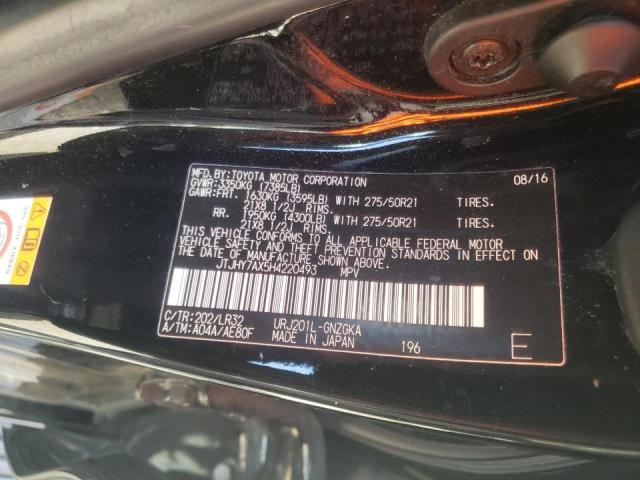 MFD. BY:TOYOTA MOTOR CORPORATION 08/16
GVWR:3350KG (7385LB)
GAWR:FRT. 1630KG (3595LB) WITH 275/50R21 TIRES.
21X8 1/2J RIMS.
RR. 1950KG (4300LB) WITH 275/50R21 TIRES.
21X8 1/2J RIMS.
THIS VEHICLE CONFORMS TO ALL APPLICABLE FEDERAL MOTOR
VEHICLE SAFETY AND THEFT PREVENTION STANDARDS IN EFFECT ON
THE DATE OF MANUFACTURE SHOWN ABOVE.
JTJHY7AX5H4220493 MPV
C/TR:202/LR32 URJ201L-GNZGKA
A/TM:A04A/AE80F MADE IN JAPAN 196 E